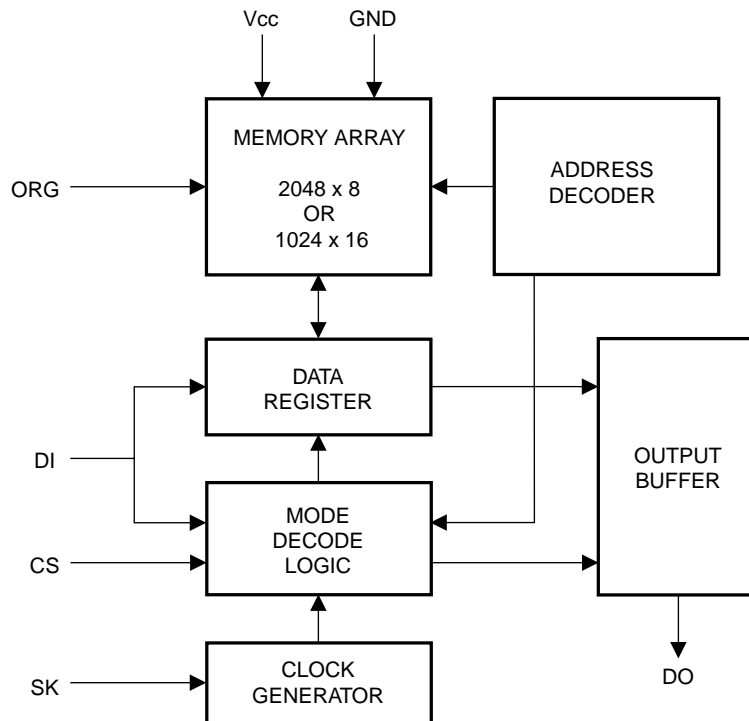 Vcc
GND
MEMORY ARRAY
2048 x 8
OR
1024 x 16
ADDRESS
DECODER
ORG
DATA
REGISTER
DI
OUTPUT
BUFFER
MODE
DECODE
LOGIC
CS
CLOCK
GENERATOR
SK
DO